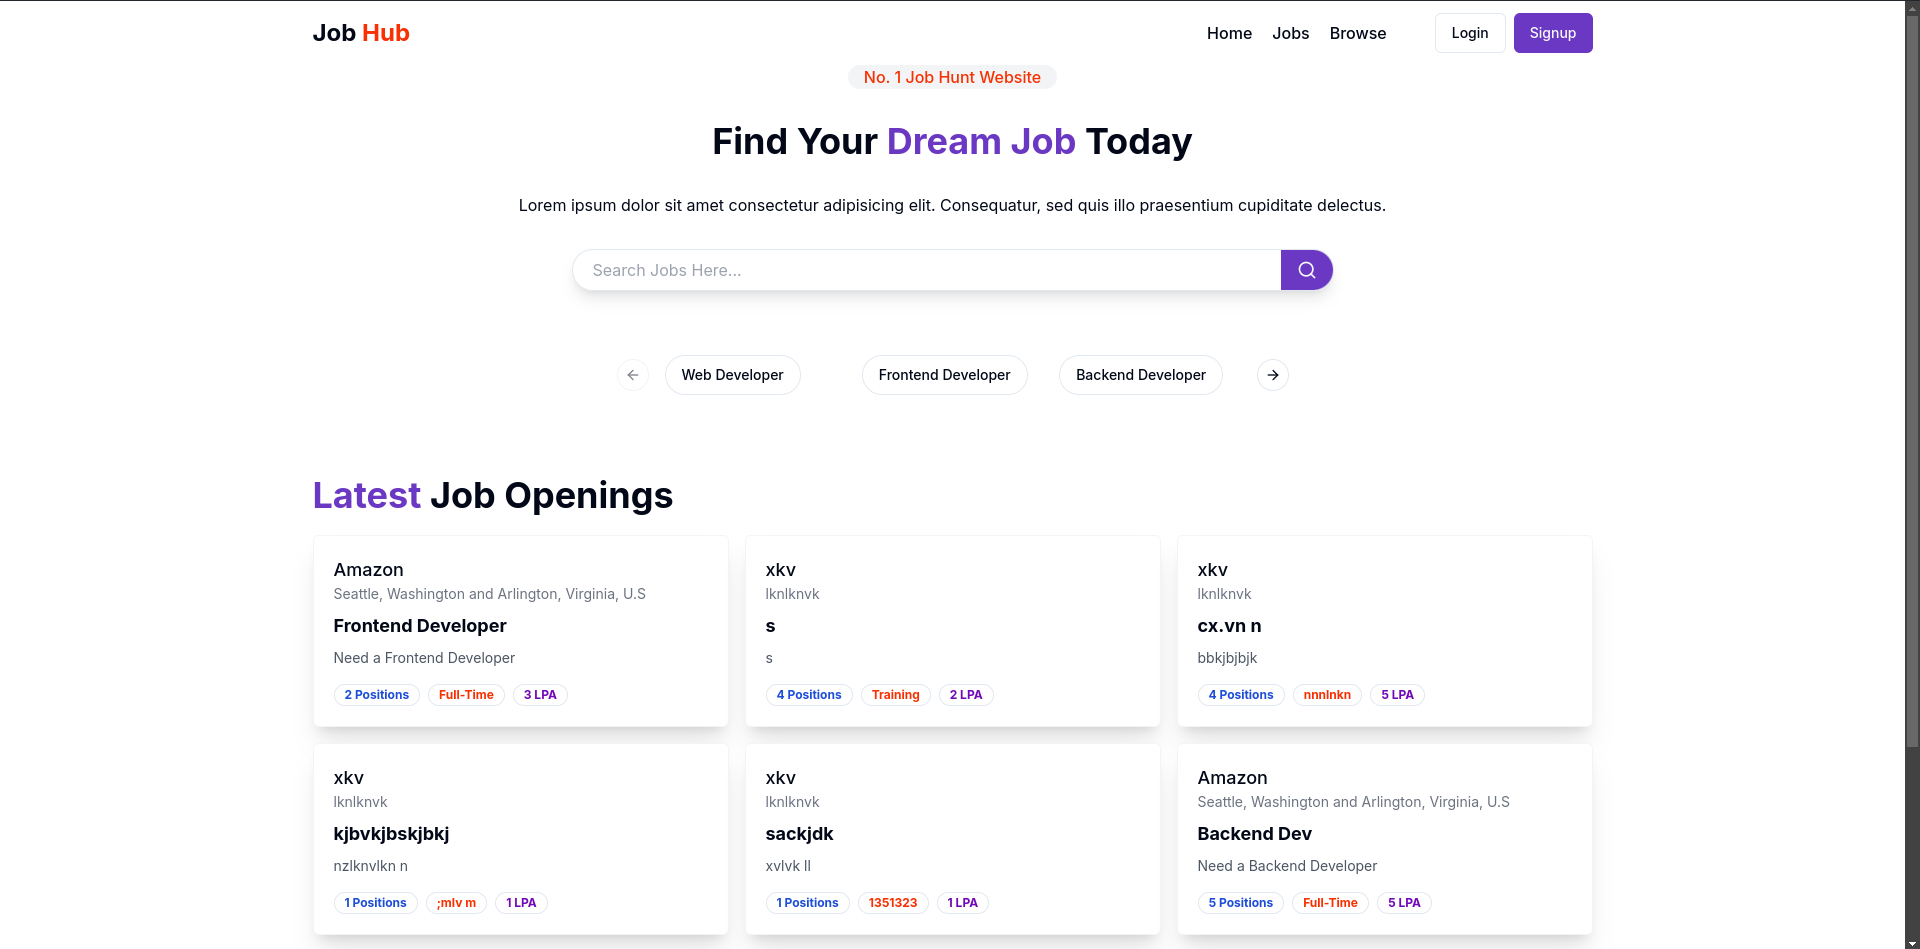 Job Hub
Home Jobs Browse Login Signup
No. 1 Job Hunt Website
Find Your Dream Job Today
Lorem ipsum dolor sit amet consectetur adipisicing elit. Consequatur, sed quis illo praesentium cupiditate delectus.
Search Jobs Here...
Web Developer Frontend Developer Backend Developer
Latest Job Openings
Amazon
Seattle, Washington and Arlington, Virginia, U.S
Frontend Developer
Need a Frontend Developer
2 Positions Full-Time 3 LPA
xkv
lknlknvk
s
s
4 Positions Training 2 LPA
xkv
lknlknvk
cx.vn n
bbkjbjbjk
4 Positions nnnlnkn 5 LPA
xkv
lknlknvk
kjbvkjbskjbkj
nzlknvlkn n
1 Positions ;mlv m 1 LPA
xkv
lknlknvk
sackjdk
xvlvk ll
1 Positions 1351323 1 LPA
Amazon
Seattle, Washington and Arlington, Virginia, U.S
Backend Dev
Need a Backend Developer
5 Positions Full-Time 5 LPA